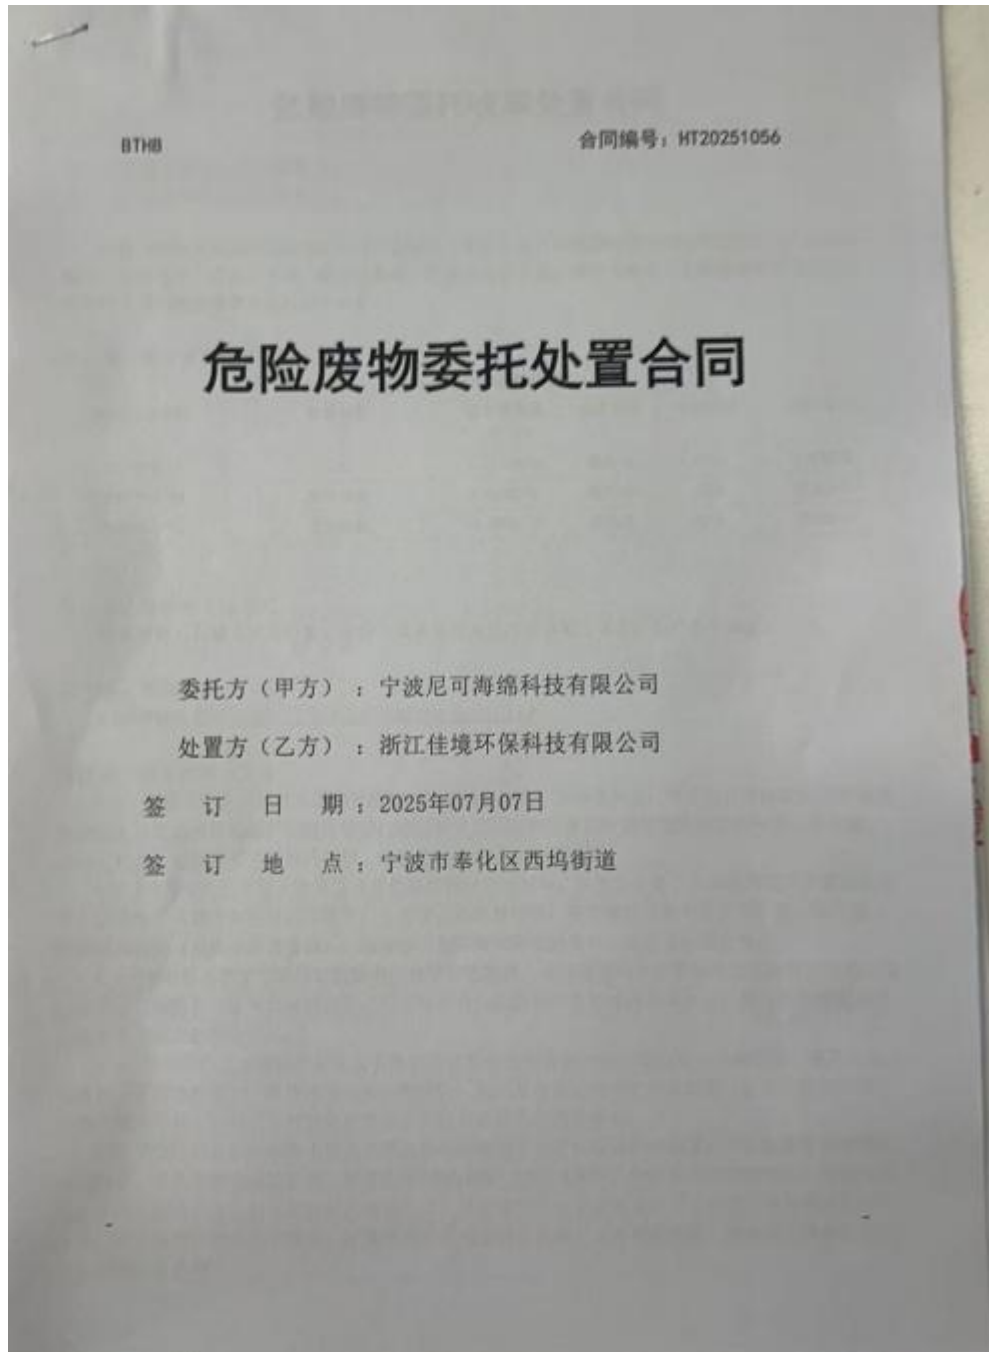 BTHB
合同编号：HT20251056
危险废物委托处置合同
委托方（甲方）：宁波尼可海绵科技有限公司
处置方（乙方）：浙江佳境环保科技有限公司
签 订 日 期：2025年07月07日
签 订 地 点：宁波市奉化区西坞街道